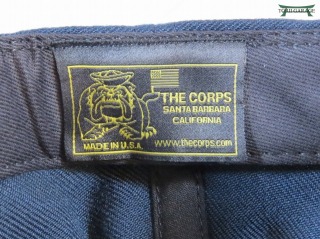 THE CORPS
SANTA BARBARA
CALIFORNIA
MADE IN U.S.A.
www.thecorps.com